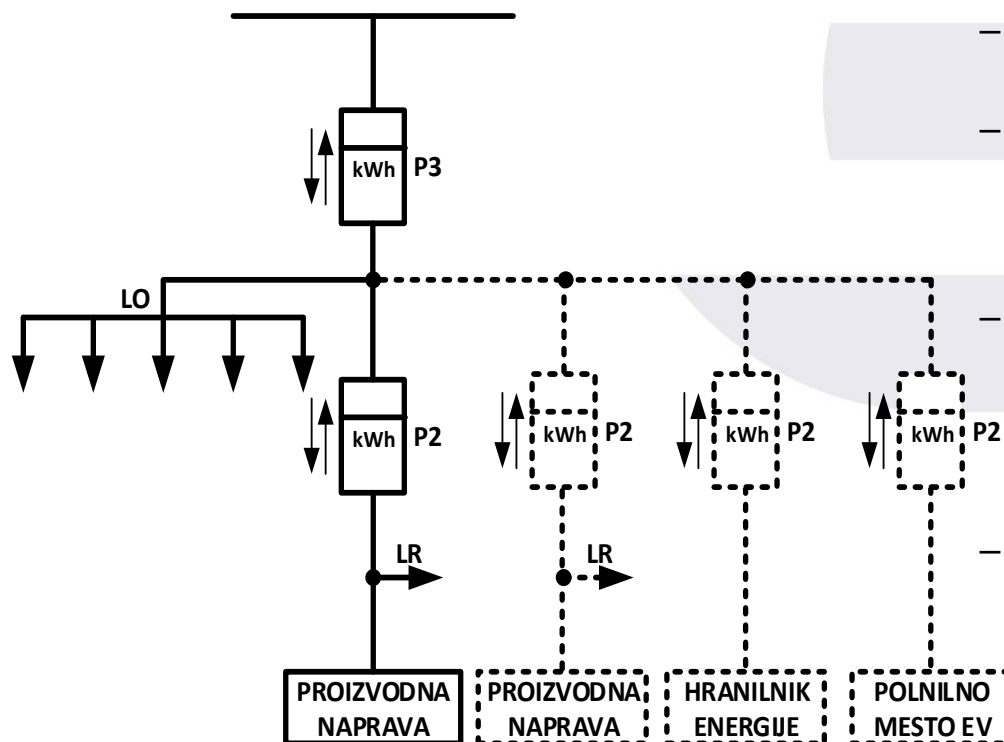 kWh P3
LO
kWh P2
kWh P2
kWh P2
kWh P2
LR
LR
PROIZVODNA
NAPRAVA
PROIZVODNA
NAPRAVA
HRANILNIK
ENERGIJE
POLNILNO
MESTO EV